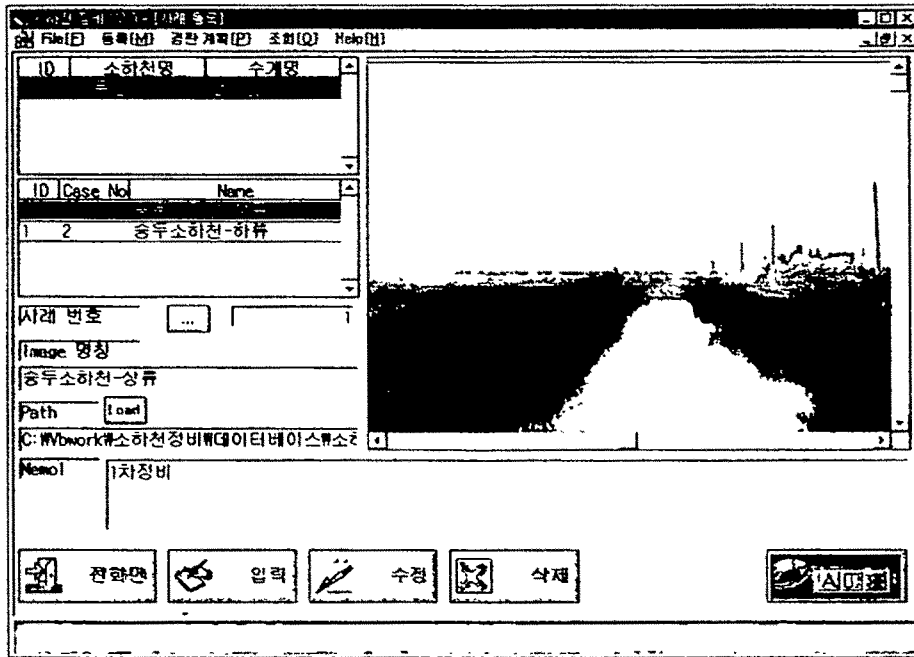 File(F) 등록(M) 경관 계획(P) 조회(Q) Help(H)
ID 소하천명 수계명
ID Case No Name
1 2 송두소하천-하류
사례 번호 ... 1
Image 명칭
송두소하천-상류
Path Load
C:₩Vbwork₩소하천정비₩데이터베이스₩소하
Memo1 1차정비
전화면 입력 수정 삭제